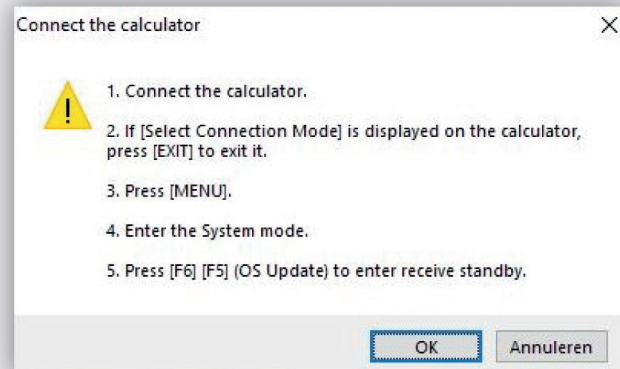 Connect the calculator
1. Connect the calculator.
2. If [Select Connection Mode] is displayed on the calculator,
press [EXIT] to exit it.
3. Press [MENU].
4. Enter the System mode.
5. Press [F6] [F5] (OS Update) to enter receive standby.
OK Annuleren